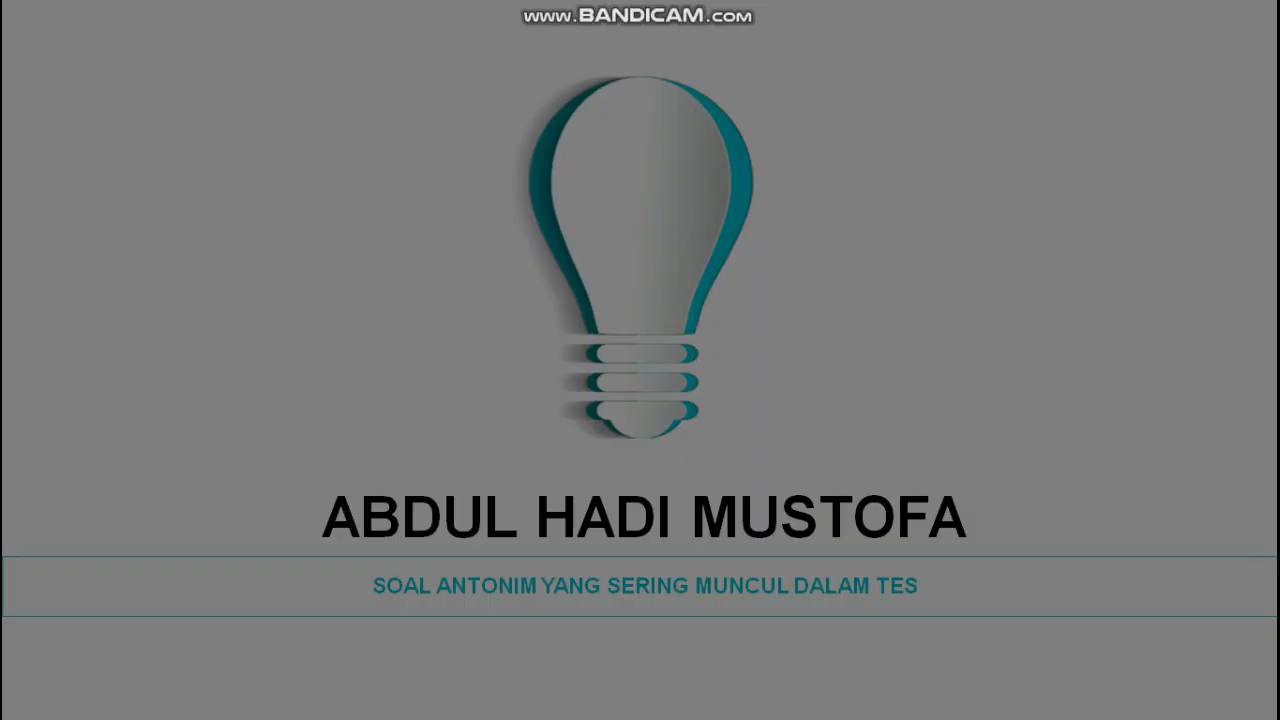 www.BANDICAM.com
ABDUL HADI MUSTOFA
SOAL ANTONIM YANG SERING MUNCUL DALAM TES